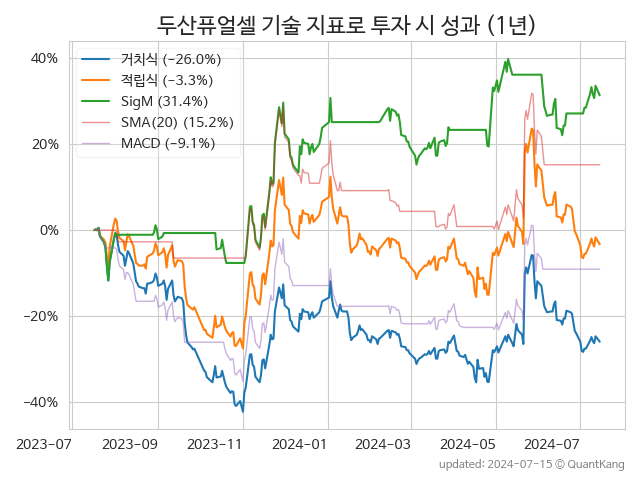 두산퓨얼셀 기술 지표로 투자 시 성과 (1년)
거치식 (−26.0%)
적립식 (−3.3%)
SigM (31.4%)
SMA(20) (15.2%)
MACD (−9.1%)
40%
20%
0%
−20%
−40%
2023-07 2023-09 2023-11 2024-01 2024-03 2024-05 2024-07
updated: 2024-07-15 © QuantKang